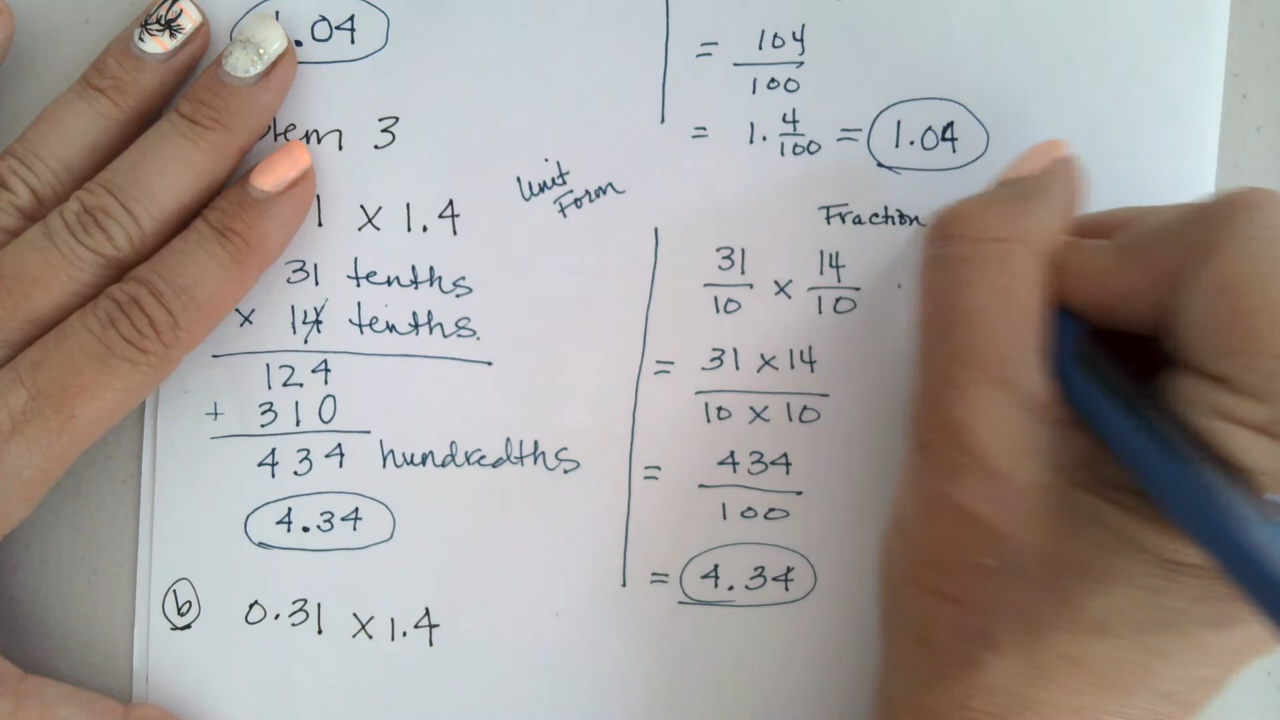 .04
lem 3
1 x 1.4
31 tenths
x 14 tenths.
124
+ 310
434 hundredths
4.34
(b) 0.31 x 1.4
Unit
Form
= 104/100
= 1. 4/100 = 1.04
Fraction
31/10 x 14/10
= 31 x 14
10 x 10
= 434
100
= 4.34